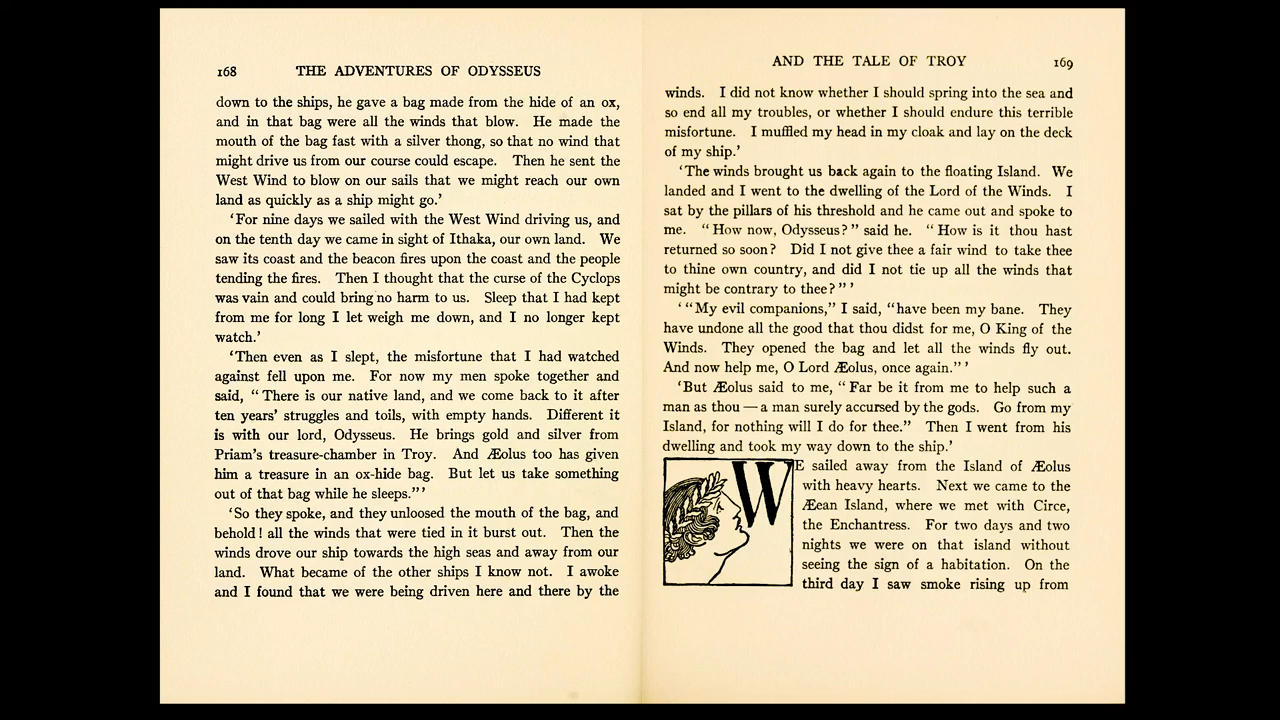 168 THE ADVENTURES OF ODYSSEUS
down to the ships, he gave a bag made from the hide of an ox,
and in that bag were all the winds that blow. He made the
mouth of the bag fast with a silver thong, so that no wind that
might drive us from our course could escape. Then he sent the
West Wind to blow on our sails that we might reach our own
land as quickly as a ship might go.’
‘For nine days we sailed with the West Wind driving us, and
on the tenth day we came in sight of Ithaka, our own land. We
saw its coast and the beacon fires upon the coast and the people
tending the fires. Then I thought that the curse of the Cyclops
was vain and could bring no harm to us. Sleep that I had kept
from me for long I let weigh me down, and I no longer kept
watch.’
‘Then even as I slept, the misfortune that I had watched
against fell upon me. For now my men spoke together and
said, “There is our native land, and we come back to it after
ten years’ struggles and toils, with empty hands. Different it
is with our lord, Odysseus. He brings gold and silver from
Priam’s treasure-chamber in Troy. And Æolus too has given
him a treasure in an ox-hide bag. But let us take something
out of that bag while he sleeps.”’
‘So they spoke, and they unloosed the mouth of the bag, and
behold! all the winds that were tied in it burst out. Then the
winds drove our ship towards the high seas and away from our
land. What became of the other ships I know not. I awoke
and I found that we were being driven here and there by the
AND THE TALE OF TROY 169
winds. I did not know whether I should spring into the sea and
so end all my troubles, or whether I should endure this terrible
misfortune. I muffled my head in my cloak and lay on the deck
of my ship.’
‘The winds brought us back again to the floating Island. We
landed and I went to the dwelling of the Lord of the Winds. I
sat by the pillars of his threshold and he came out and spoke to
me. “How now, Odysseus?” said he. “How is it thou hast
returned so soon? Did I not give thee a fair wind to take thee
to thine own country, and did I not tie up all the winds that
might be contrary to thee?”’
‘“My evil companions,” I said, “have been my bane. They
have undone all the good that thou didst for me, O King of the
Winds. They opened the bag and let all the winds fly out.
And now help me, O Lord Æolus, once again.”’
‘But Æolus said to me, “Far be it from me to help such a
man as thou — a man surely accursed by the gods. Go from my
Island, for nothing will I do for thee.” Then I went from his
dwelling and took my way down to the ship.’
WE sailed away from the Island of Æolus
with heavy hearts. Next we came to the
Ææan Island, where we met with Circe,
the Enchantress. For two days and two
nights we were on that island without
seeing the sign of a habitation. On the
third day I saw smoke rising up from